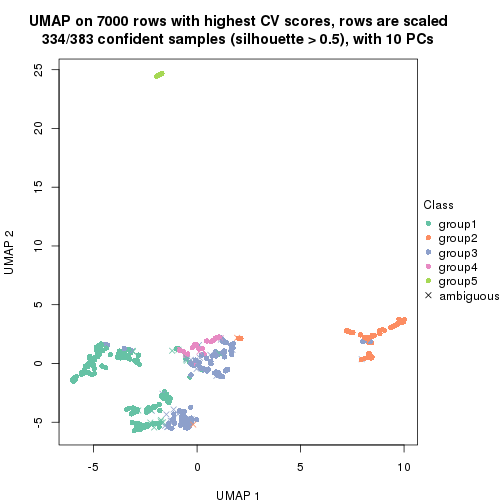 UMAP on 7000 rows with highest CV scores, rows are scaled
334/383 confident samples (silhouette > 0.5), with 10 PCs
25
20
15
10
5
0
-5
UMAP 2
-5
0
5
10
UMAP 1
Class
group1
group2
group3
group4
group5
ambiguous